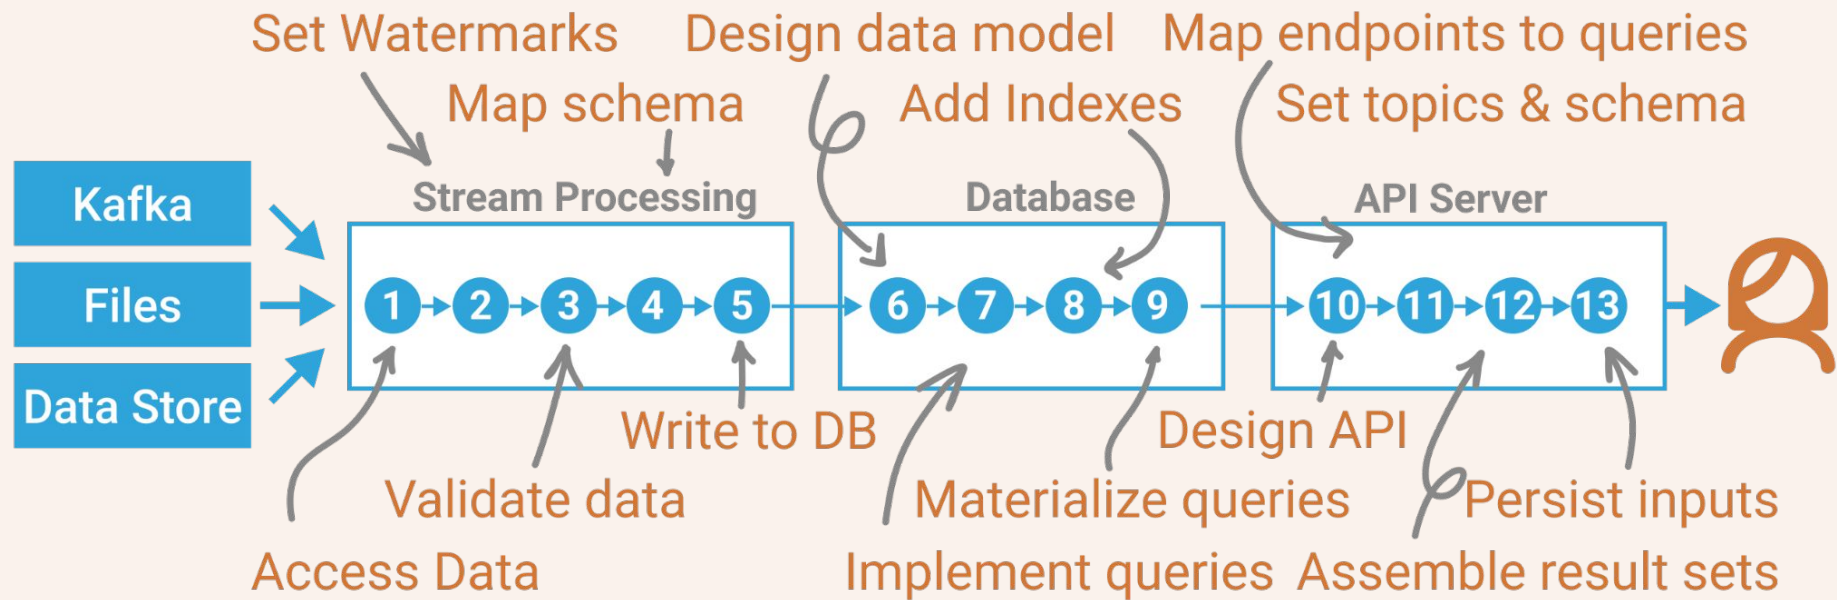 Set Watermarks
Design data model
Map endpoints to queries
Map schema
Add Indexes
Set topics & schema
Kafka
Files
Data Store
Stream Processing
Database
API Server
1
2
3
4
5
6
7
8
9
10
11
12
13
Write to DB
Design API
Validate data
Materialize queries
Persist inputs
Access Data
Implement queries
Assemble result sets